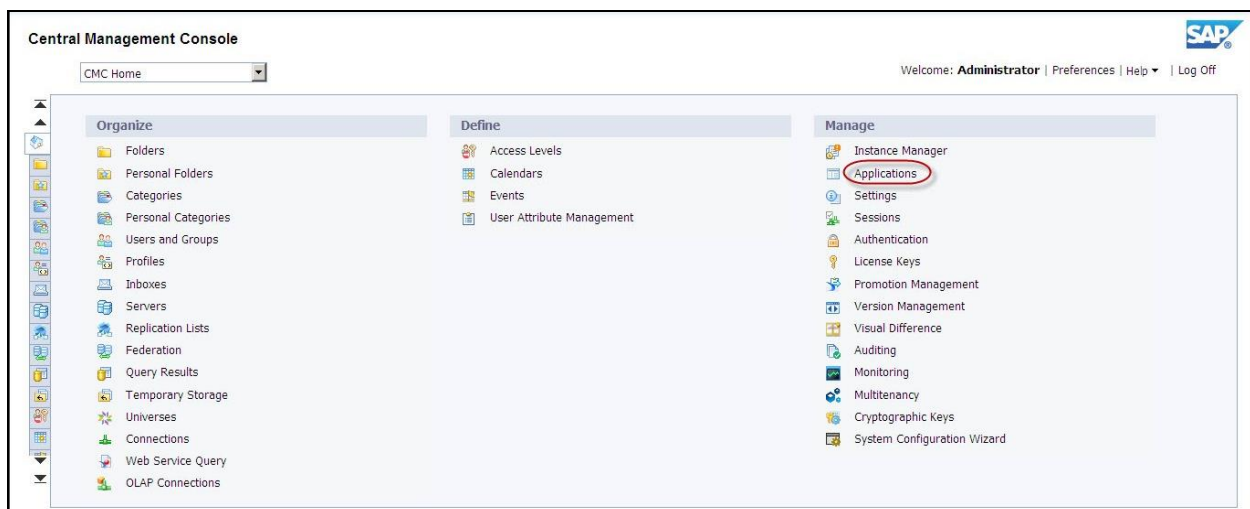 Central Management Console
SAP®
CMC Home
Welcome: Administrator | Preferences | Help | Log Off
Organize
Folders
Personal Folders
Categories
Personal Categories
Users and Groups
Profiles
Inboxes
Servers
Replication Lists
Federation
Query Results
Temporary Storage
Universes
Connections
Web Service Query
OLAP Connections
Define
Access Levels
Calendars
Events
User Attribute Management
Manage
Instance Manager
Applications
Settings
Sessions
Authentication
License Keys
Promotion Management
Version Management
Visual Difference
Auditing
Monitoring
Multitenancy
Cryptographic Keys
System Configuration Wizard